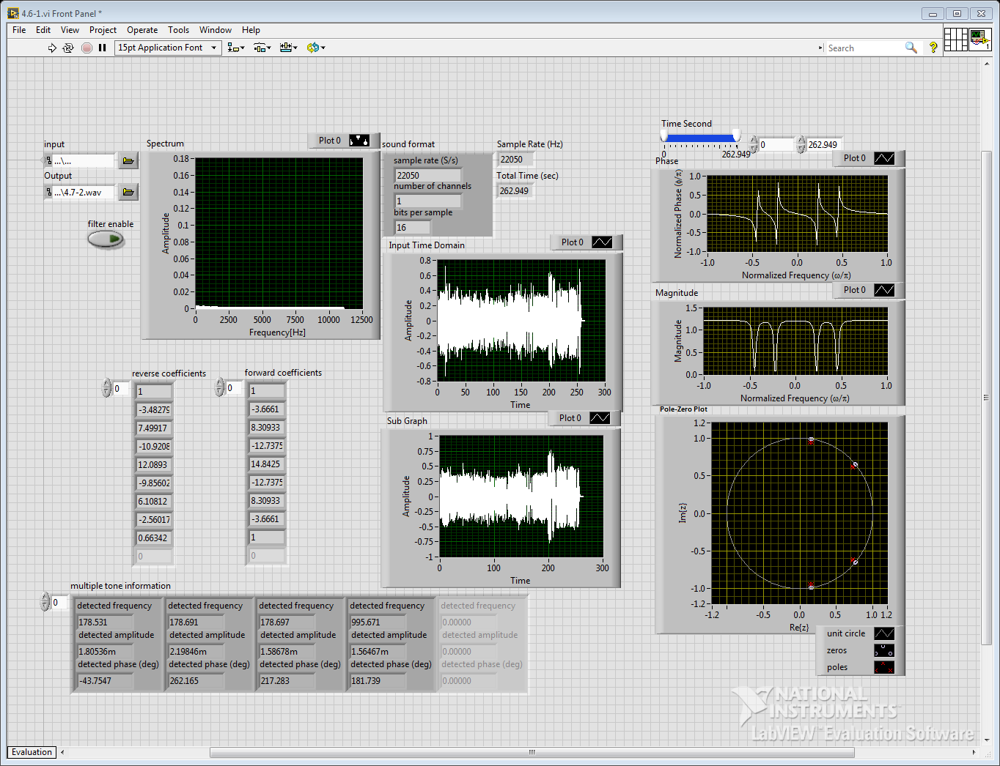 4.6-1.vi Front Panel *
File Edit View Project Operate Tools Window Help
15pt Application Font
Search
1
input
...\...
Output
...\4.7-2.wav
filter enable
Spectrum
Plot 0
Amplitude
0.18
0.16
0.14
0.12
0.1
0.08
0.06
0.04
0.02
0
0 2500 5000 7500 10000 12500
Frequency[Hz]
sound format
sample rate (S/s)
22050
number of channels
1
bits per sample
16
Sample Rate (Hz)
22050
Total Time (sec)
262.949
Input Time Domain
Plot 0
Amplitude
0.8
0.6
0.4
0.2
0
-0.2
-0.4
-0.6
-0.8
0 50 100 150 200 250 300
Time
Sub Graph
Plot 0
Amplitude
1
0.75
0.5
0.25
0
-0.25
-0.5
-0.75
-1
0 100 200 300
Time
Time Second
0 262.949
0
262.949
Phase
Plot 0
Normalized Phase (ϕ/π)
1.0
0.5
0.0
-0.5
-1.0
-1.0 -0.5 0.0 0.5 1.0
Normalized Frequency (ω/π)
Magnitude
Plot 0
Magnitude
1.5
1.0
0.5
0.0
-1.0 -0.5 0.0 0.5 1.0
Normalized Frequency (ω/π)
Pole-Zero Plot
Im{z}
1.2
1.0
0.5
0.0
-0.5
-1.0
-1.2
-1.2 -0.5 0.0 0.5 1.0 1.2
Re{z}
unit circle
zeros
poles
reverse coefficients
0
1
-3.48279
7.49917
-10.9208
12.0893
-9.85602
6.10812
-2.56017
0.66342
0
forward coefficients
0
1
-3.6661
8.30933
-12.7375
14.8425
-12.7375
8.30933
-3.6661
1
0
multiple tone information
0
detected frequency detected frequency detected frequency detected frequency detected frequency
178.531 178.691 178.697 995.671 0.00000
detected amplitude detected amplitude detected amplitude detected amplitude detected amplitude
1.80536m 2.19846m 1.58678m 1.56467m 0.00000
detected phase (deg) detected phase (deg) detected phase (deg) detected phase (deg) detected phase (deg)
-43.7547 262.165 217.283 181.739 0.00000
NATIONAL
INSTRUMENTS™
LabVIEW™ Evaluation Software
Evaluation